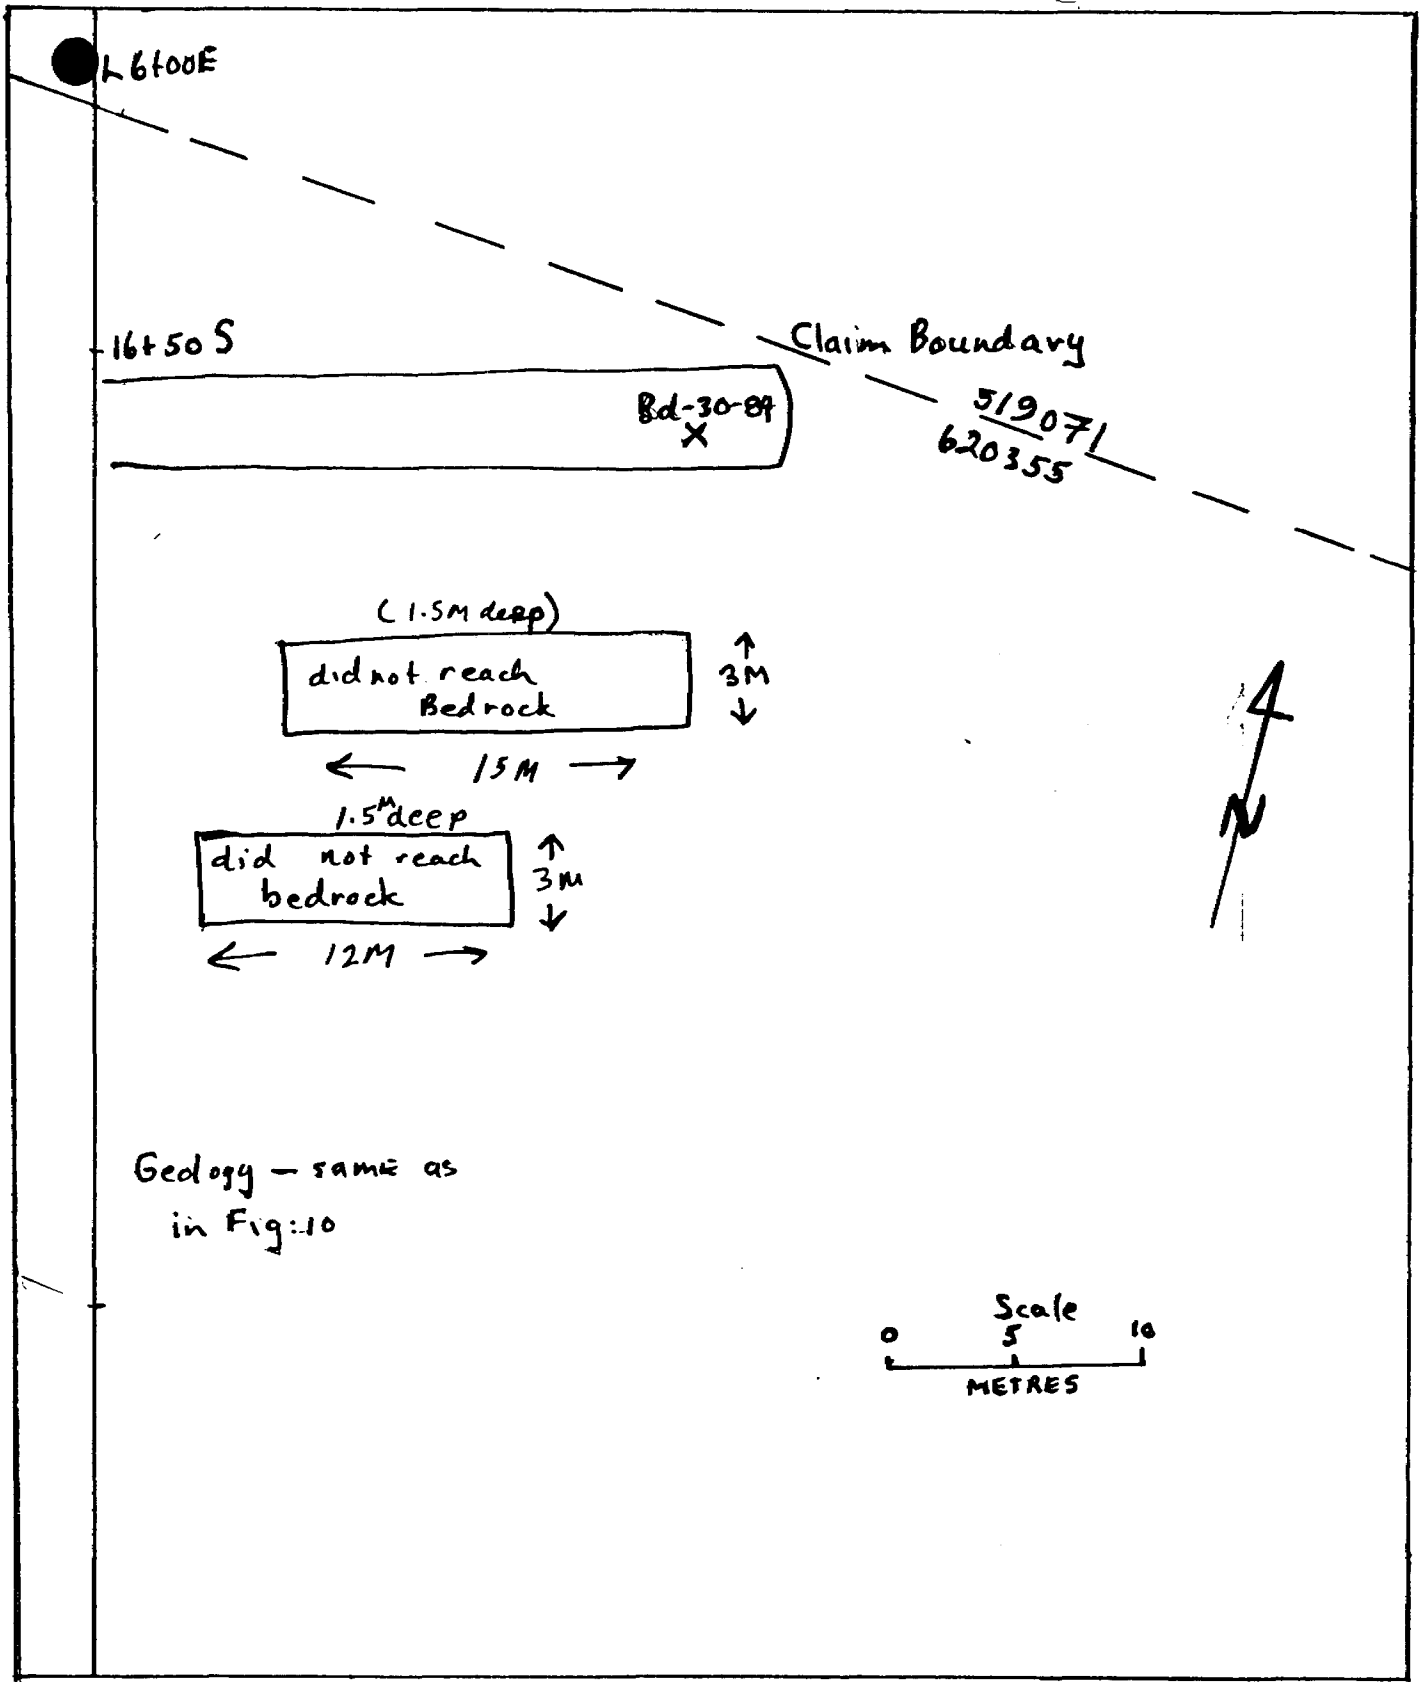 L6+00E
16+50 S
Claim Boundary
519071
620355
Bd-30-89
X
(1.5M deep)
did not reach
Bedrock
3M
15M
1.5M deep
did not reach
bedrock
3M
12M
N
Geology - same as
in Fig:10
Scale
0 5 10
METRES